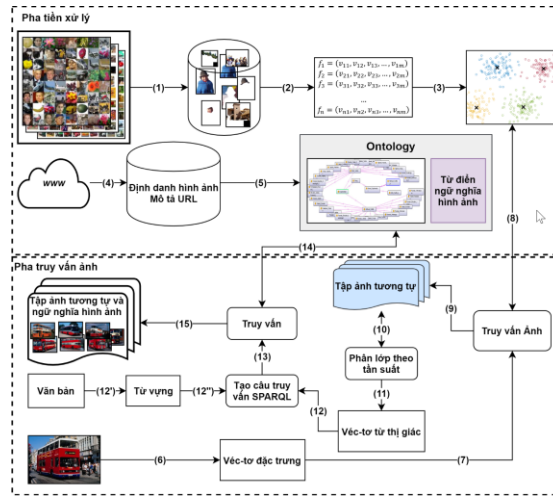 Pha tiền xử lý
(1)
(2)
f₁ = (v₁₁, v₁₂, v₁₃, ..., v₁ₘ)
f₂ = (v₂₁, v₂₂, v₂₃, ..., v₂ₘ)
f₃ = (v₃₁, v₃₂, v₃₃, ..., v₃ₘ)
...
fₙ = (vₙ₁, vₙ₂, vₙ₃, ..., vₙₘ)
(3)
www
(4)
Định danh hình ảnh
Mô tả URL
(5)
Ontology
Từ điển
ngữ nghĩa
hình ảnh
(8)
(14)
Pha truy vấn ảnh
Tập ảnh tương tự và
ngữ nghĩa hình ảnh
(15)
Truy vấn
Tập ảnh tương tự
(9)
Truy vấn Ảnh
(10)
(13)
Phân lớp theo
tần suất
Văn bản
(12')
Từ vựng
(12'')
Tạo câu truy
vấn SPARQL
(12)
(11)
Véc-tơ từ thị giác
(6)
Véc-tơ đặc trưng
(7)